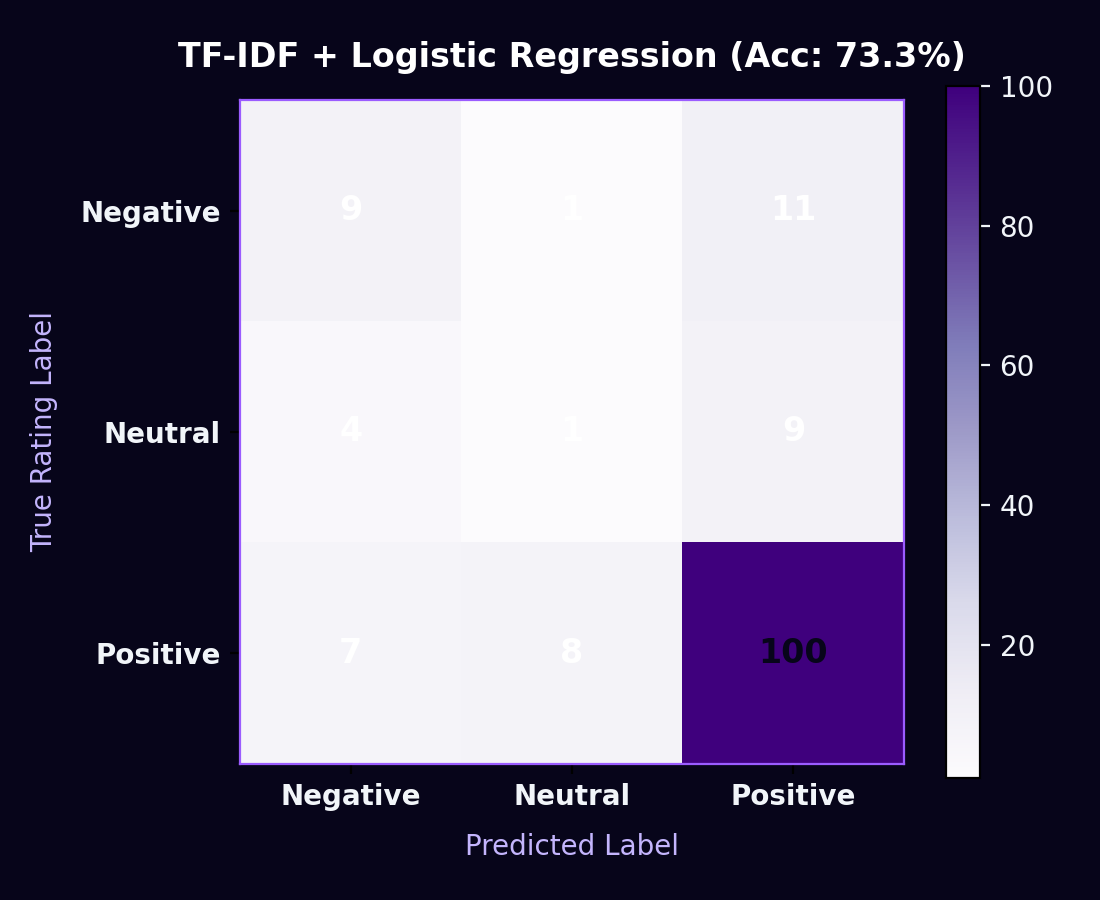 TF-IDF + Logistic Regression (Acc: 73.3%)
100
80
60
40
20
True Rating Label
Negative
9 1 11
Neutral
4 1 9
Positive
7 8 100
Negative Neutral Positive
Predicted Label